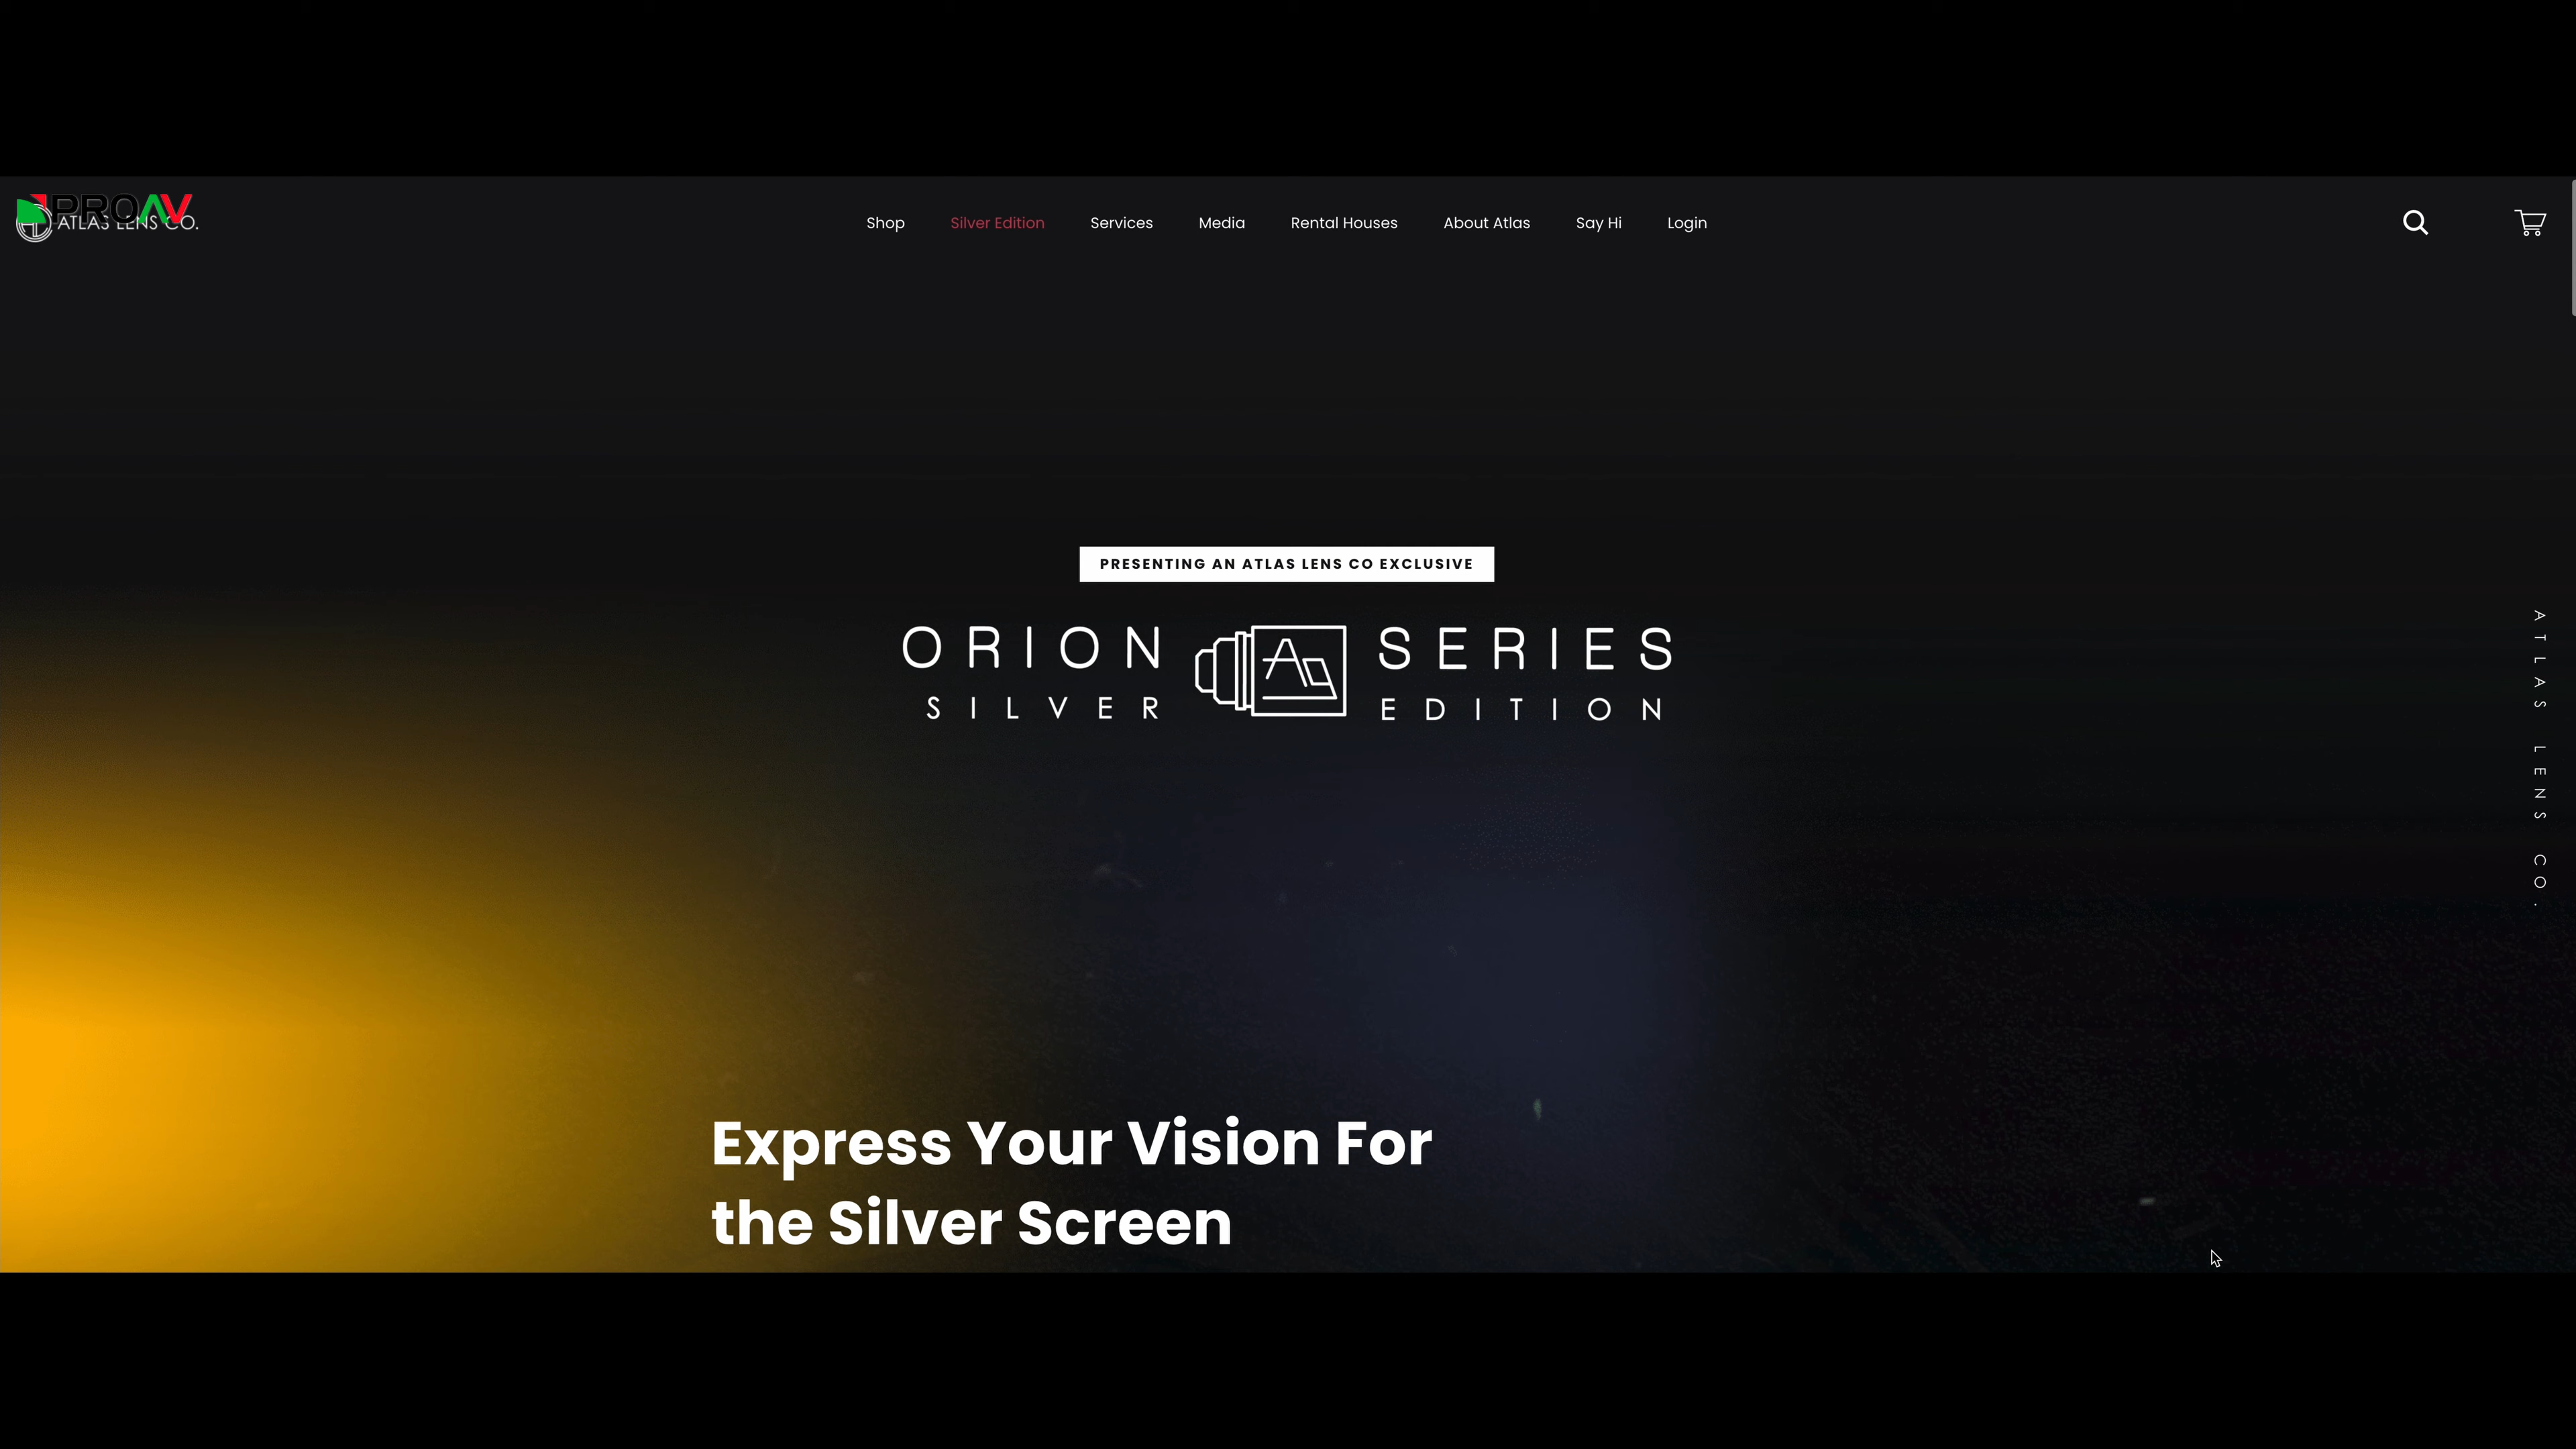 PROAV
ATLAS LENS CO.
Shop
Silver Edition
Services
Media
Rental Houses
About Atlas
Say Hi
Login
PRESENTING AN ATLAS LENS CO EXCLUSIVE
ORION SERIES
SILVER EDITION
ATLAS LENS CO.
Express Your Vision For
the Silver Screen